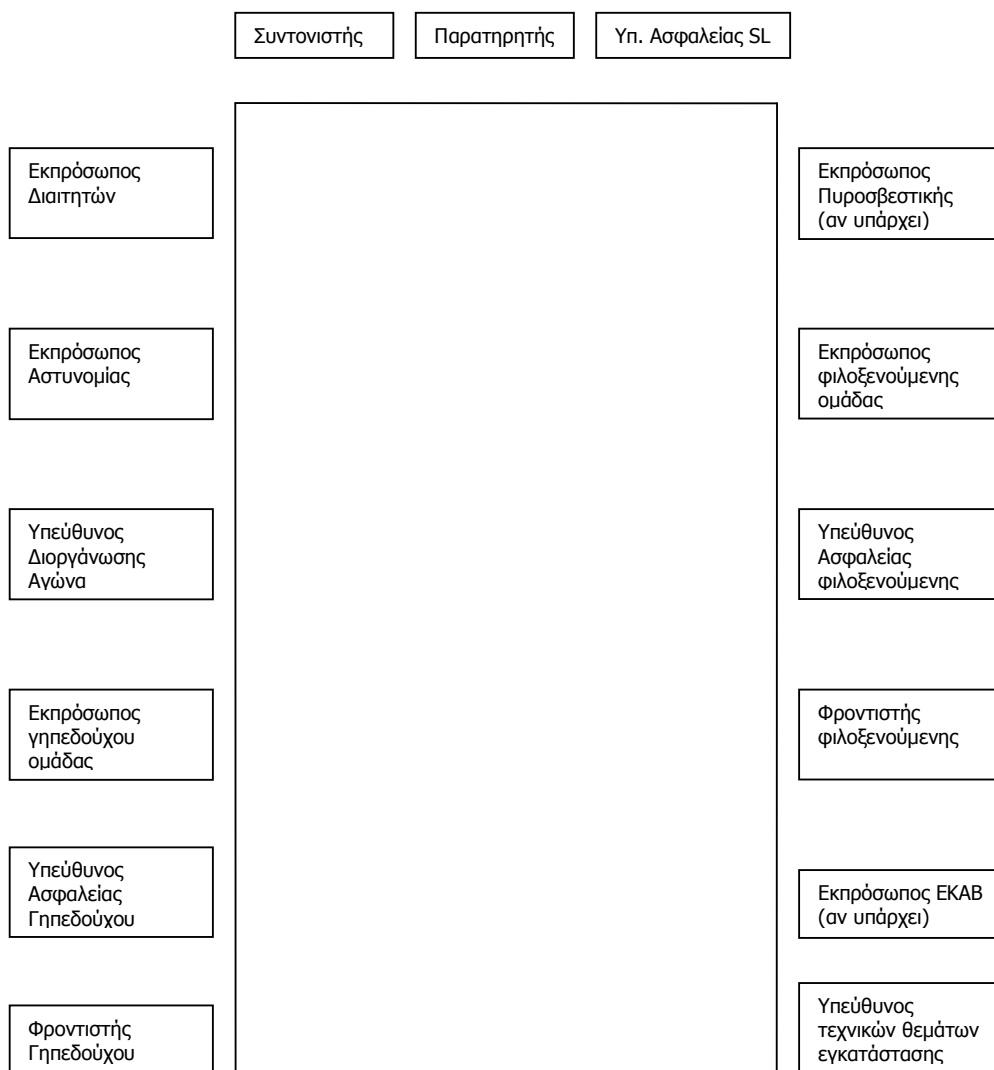 Συντονιστής
Παρατηρητής
Υπ. Ασφαλείας SL
Εκπρόσωπος
Διαιτητών
Εκπρόσωπος
Πυροσβεστικής
(αν υπάρχει)
Εκπρόσωπος
Αστυνομίας
Εκπρόσωπος
φιλοξενούμενης
ομάδας
Υπεύθυνος
Διοργάνωσης
Αγώνα
Υπεύθυνος
Ασφαλείας
φιλοξενούμενης
Εκπρόσωπος
γηπεδούχου
ομάδας
Φροντιστής
φιλοξενούμενης
Υπεύθυνος
Ασφαλείας
Γηπεδούχου
Εκπρόσωπος ΕΚΑΒ
(αν υπάρχει)
Φροντιστής
Γηπεδούχου
Υπεύθυνος
τεχνικών θεμάτων
εγκατάστασης